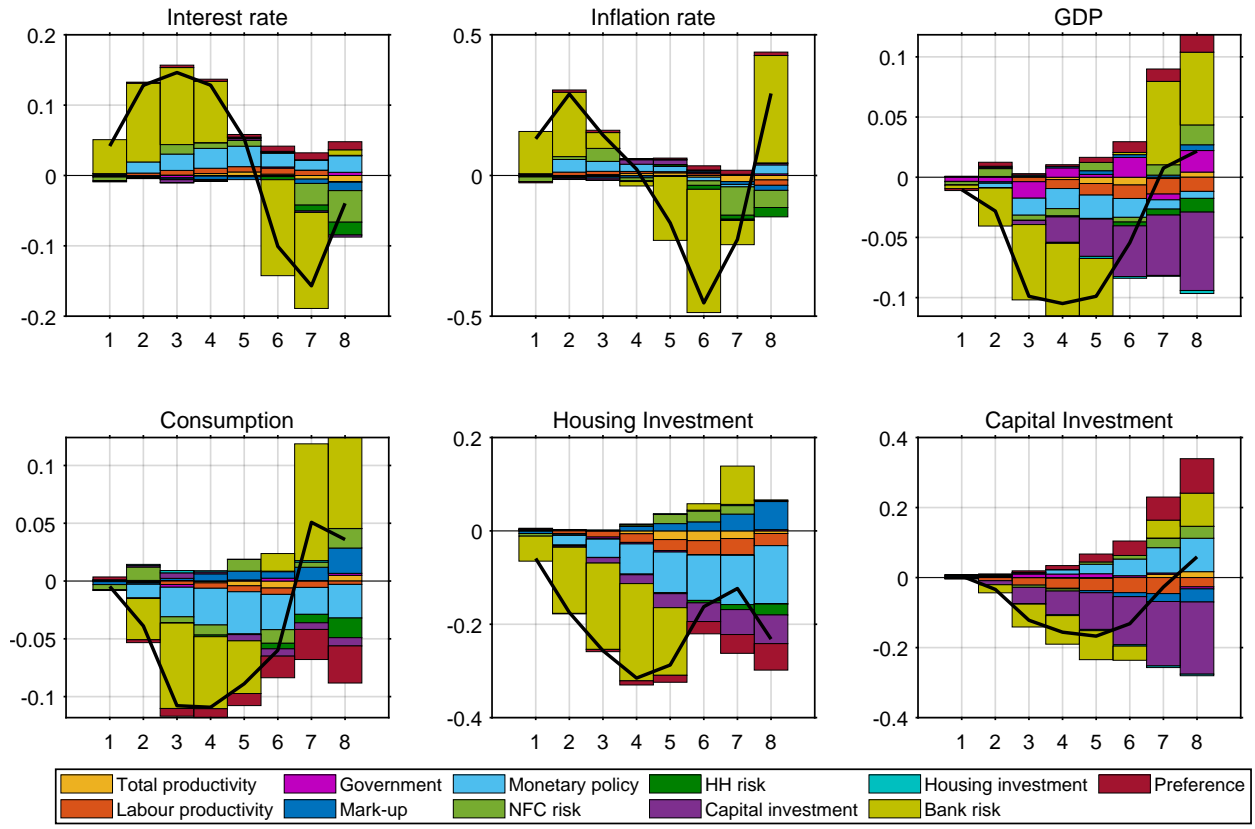 Interest rate
0.2
0.1
0
-0.1
-0.2
1 2 3 4 5 6 7 8
Inflation rate
0.5
0
-0.5
1 2 3 4 5 6 7 8
GDP
0.1
0.05
0
-0.05
-0.1
1 2 3 4 5 6 7 8
Consumption
0.1
0.05
0
-0.05
-0.1
1 2 3 4 5 6 7 8
Housing Investment
0.2
0
-0.2
-0.4
1 2 3 4 5 6 7 8
Capital Investment
0.4
0.2
0
-0.2
-0.4
1 2 3 4 5 6 7 8
Total productivity Government Monetary policy HH risk Housing investment Preference
Labour productivity Mark-up NFC risk Capital investment Bank risk